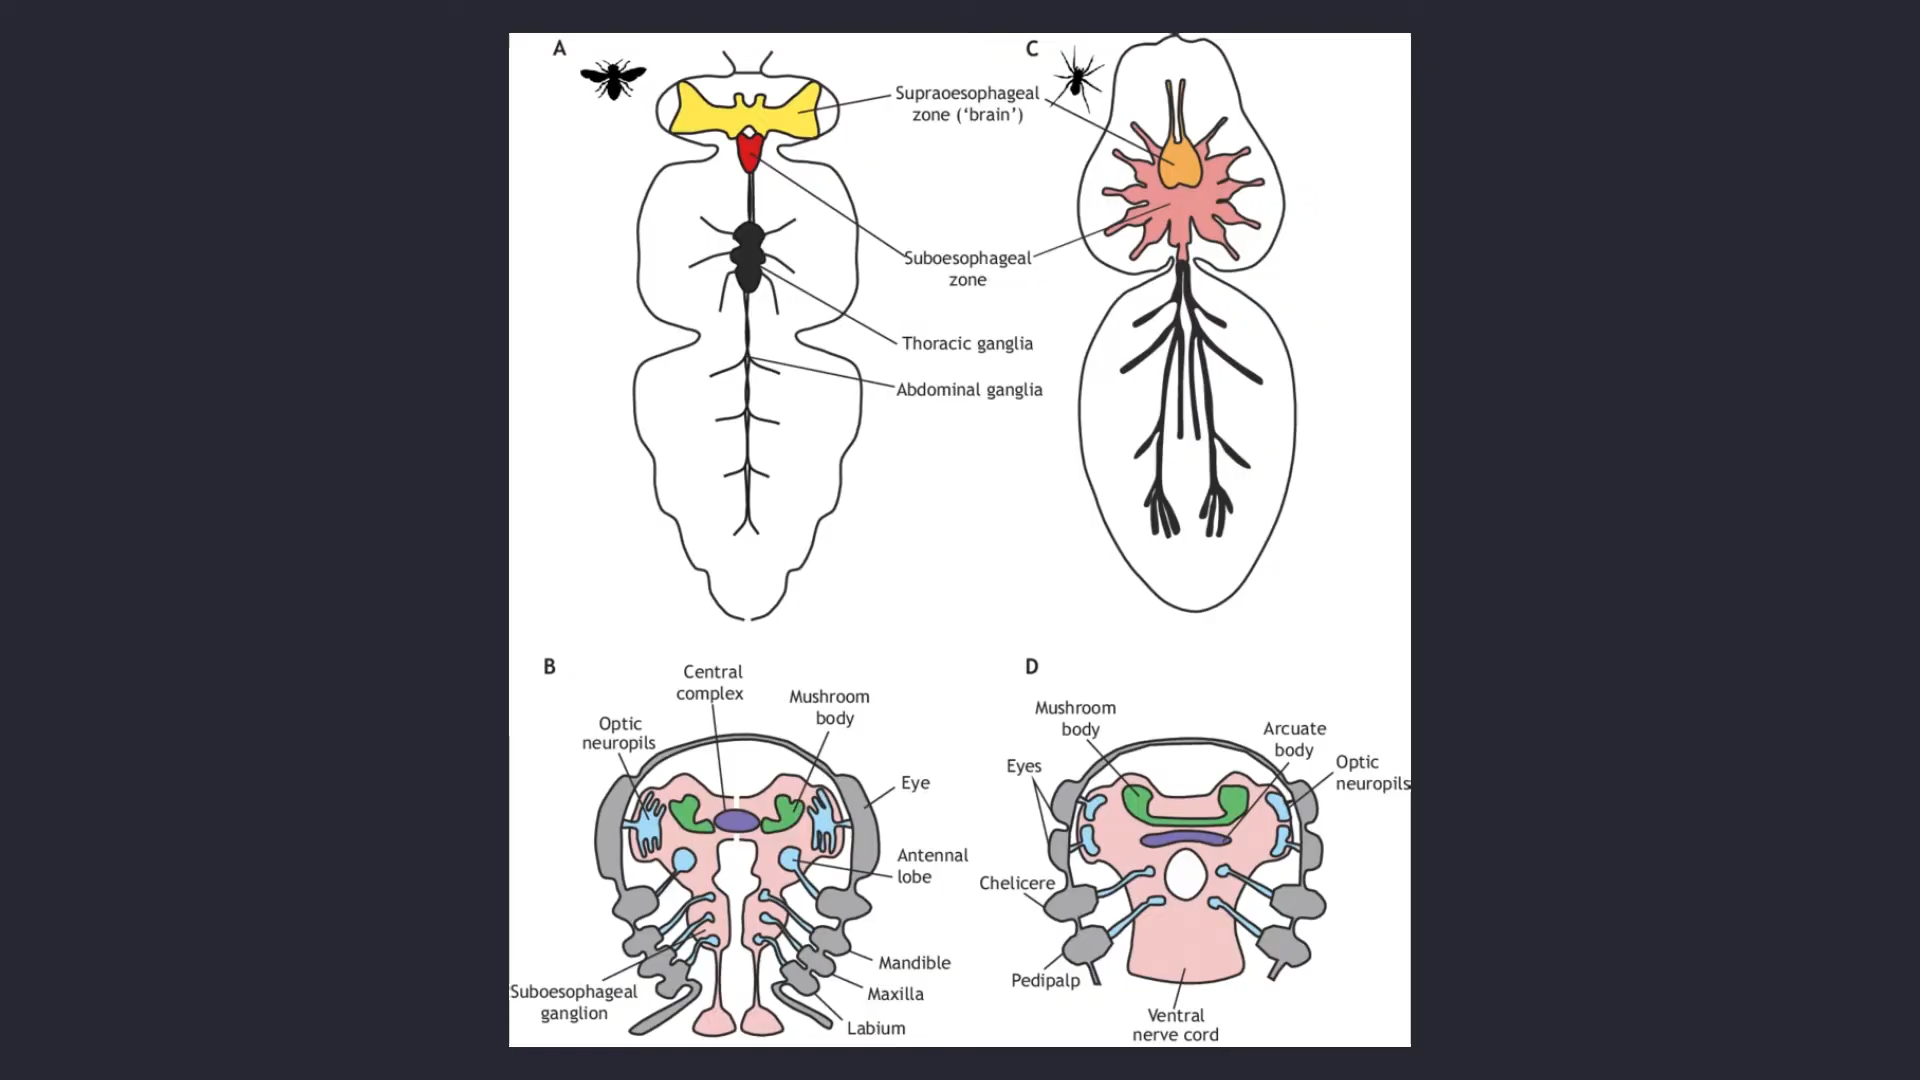 A
C
Supraoesophageal
zone (‘brain’)
Suboesophageal
zone
Thoracic ganglia
Abdominal ganglia
B
Central
complex
Mushroom
body
Optic
neuropils
Eye
Antennal
lobe
Mandible
Maxilla
Labium
Suboesophageal
ganglion
D
Mushroom
body
Arcuate
body
Eyes
Optic
neuropils
Chelicere
Pedipalp
Ventral
nerve cord